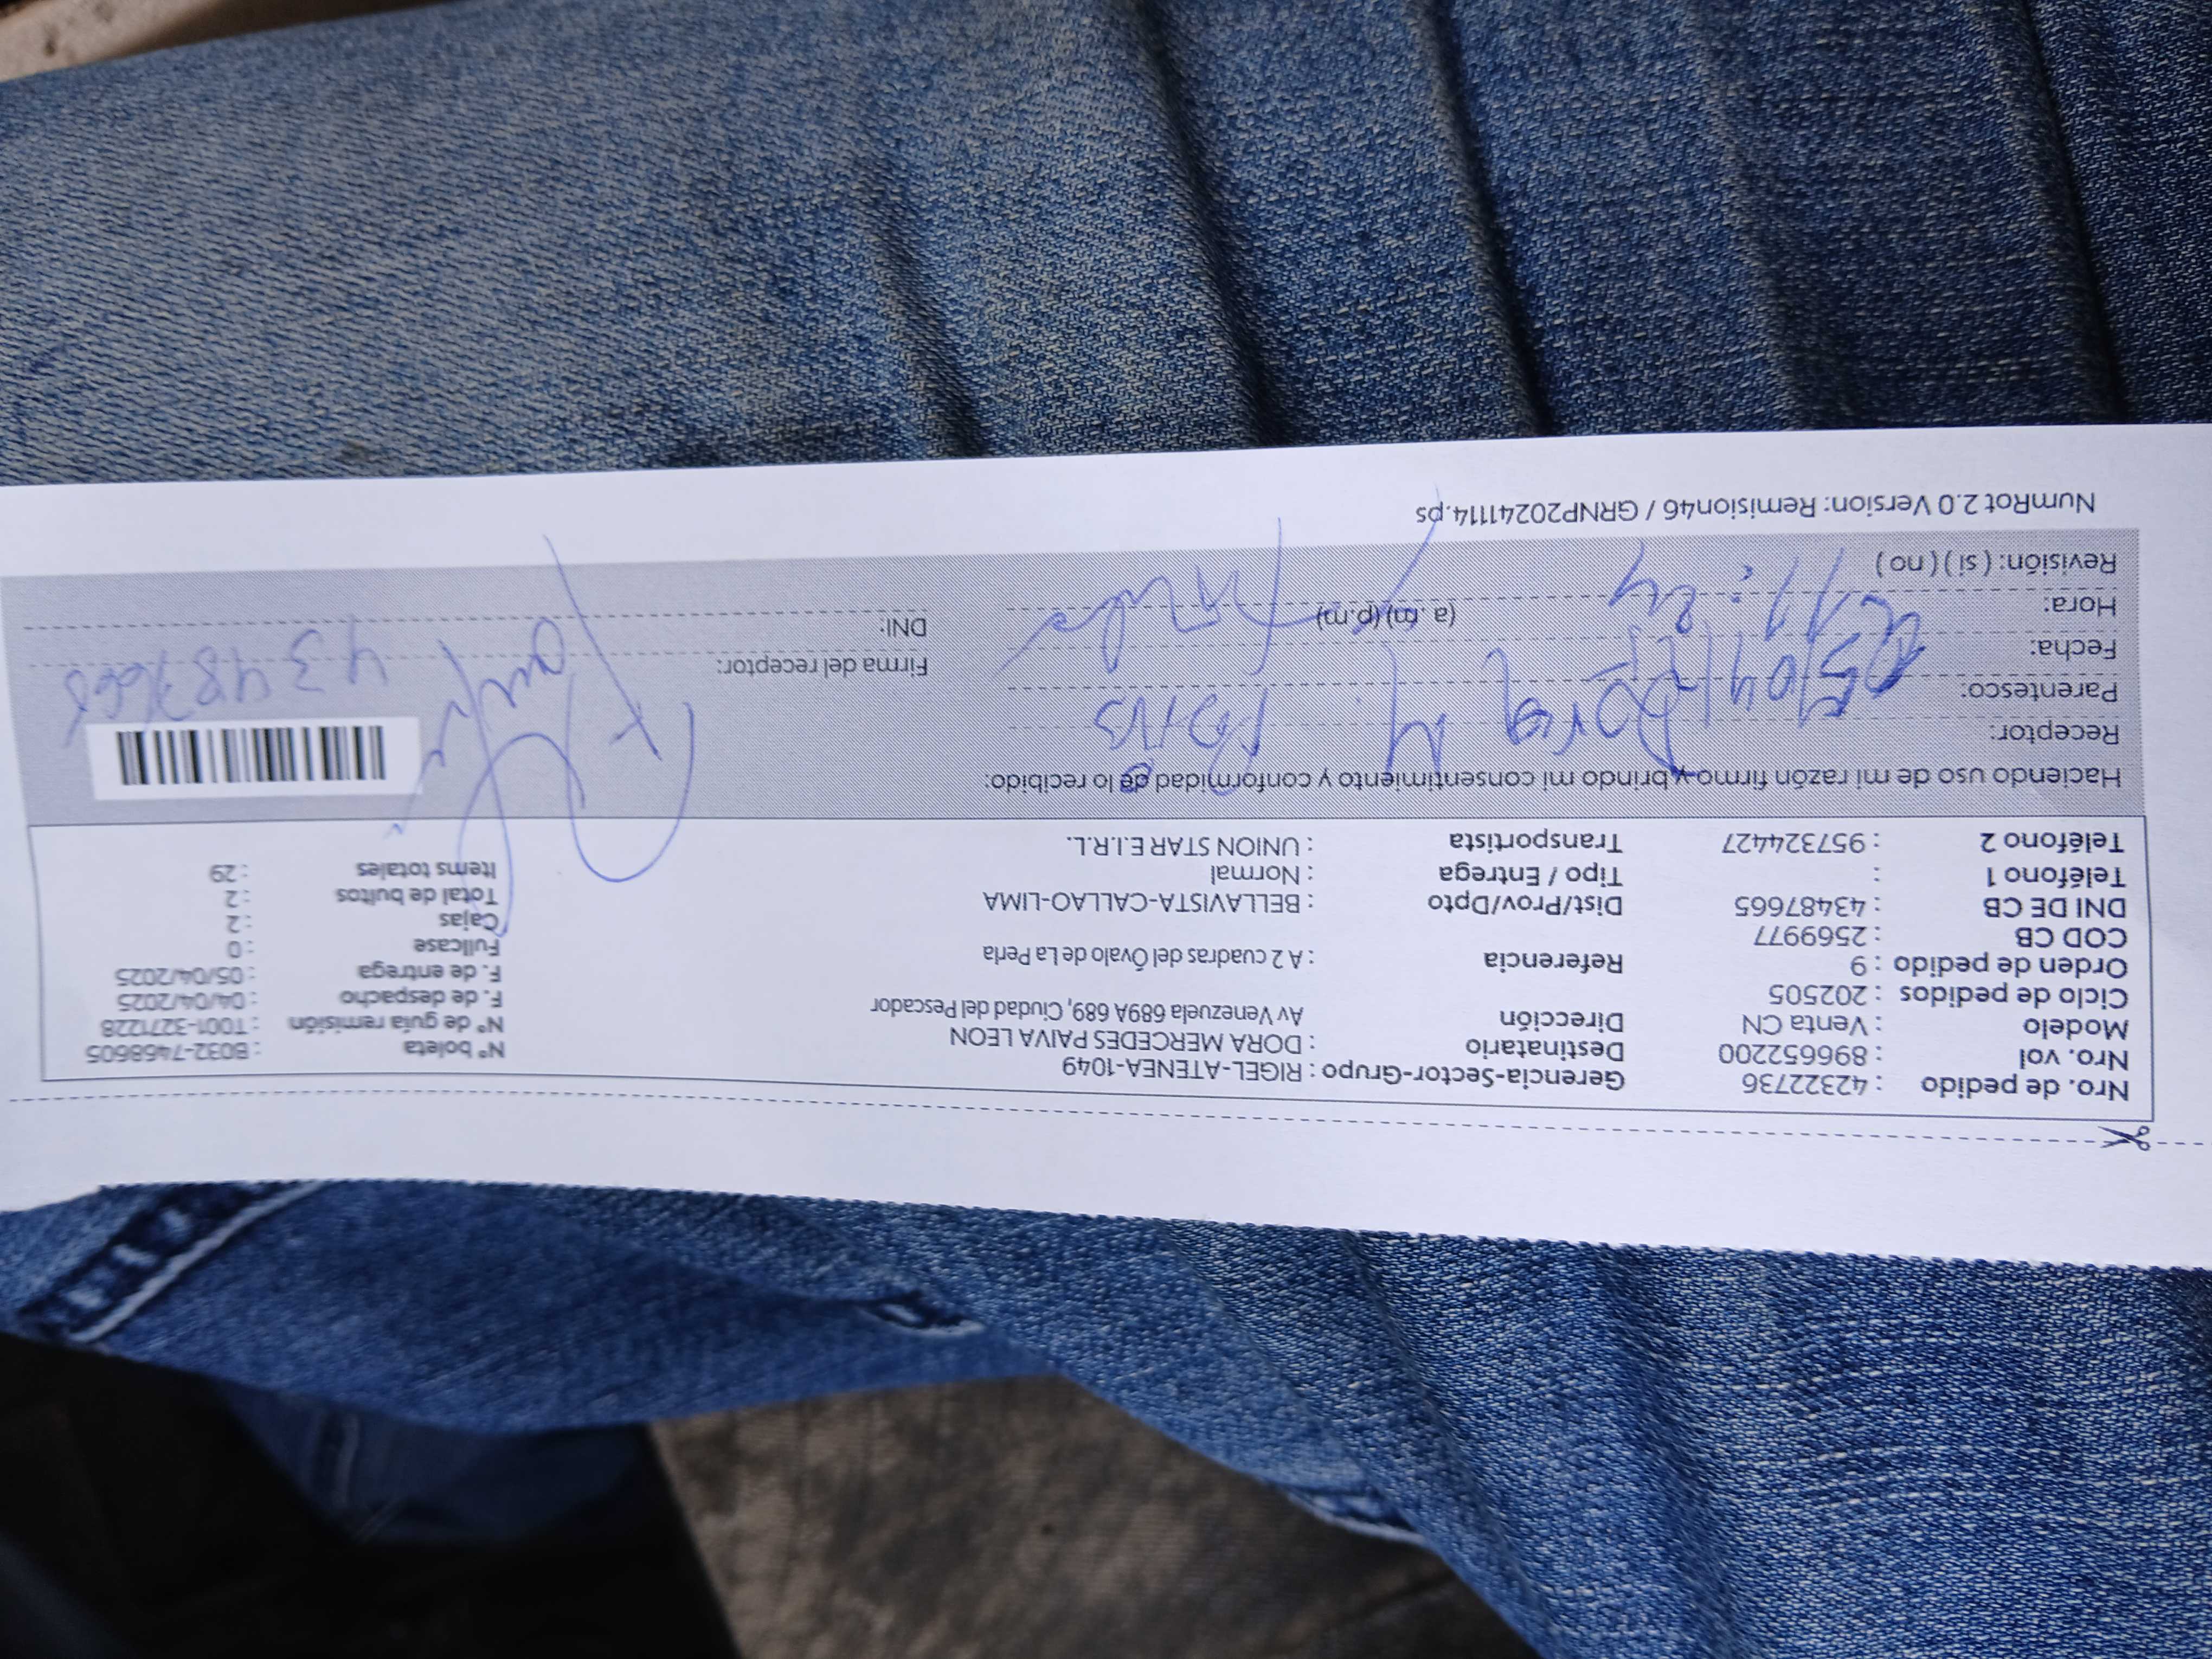 Nro. de pedido : 42322736 Gerencia-Sector-Grupo : RIGEL-ATENEA-1049 N° boleta : B032-7468605
Nro. vol : 896652200 Destinatario : DORA MERCEDES PAIVA LEON N° de guía remisión : T001-3271228
Modelo : Venta CN Dirección Av Venezuela 689A 689, Ciudad del Pescador F. de despacho : 04/04/2025
Ciclo de pedidos : 202505 F. de entrega : 05/04/2025
Orden de pedido : 9 Referencia : A 2 cuadras del Óvalo de La Perla Fullcase : 0
COD CB : 2569977 Cajas : 2
DNI DE CB : 43487665 Dist/Prov/Dpto : BELLAVISTA-CALLAO-LIMA Total de bultos : 2
Teléfono 1 : Tipo / Entrega : Normal Items totales : 29
Teléfono 2 : 957324427 Transportista : UNION STAR E.I.R.L.
Haciendo uso de mi razón firmo y brindo mi consentimiento y conformidad de lo recibido:
Receptor: Dora M.
Parentesco:
Fecha: 05/04/ Firma del receptor:
Hora: 11:24 (a. m) (p.m) DNI: 43487665
Revisión: ( si ) ( no )
NumRot 2.0 Version: Remision46 / GRNP20241114.ps